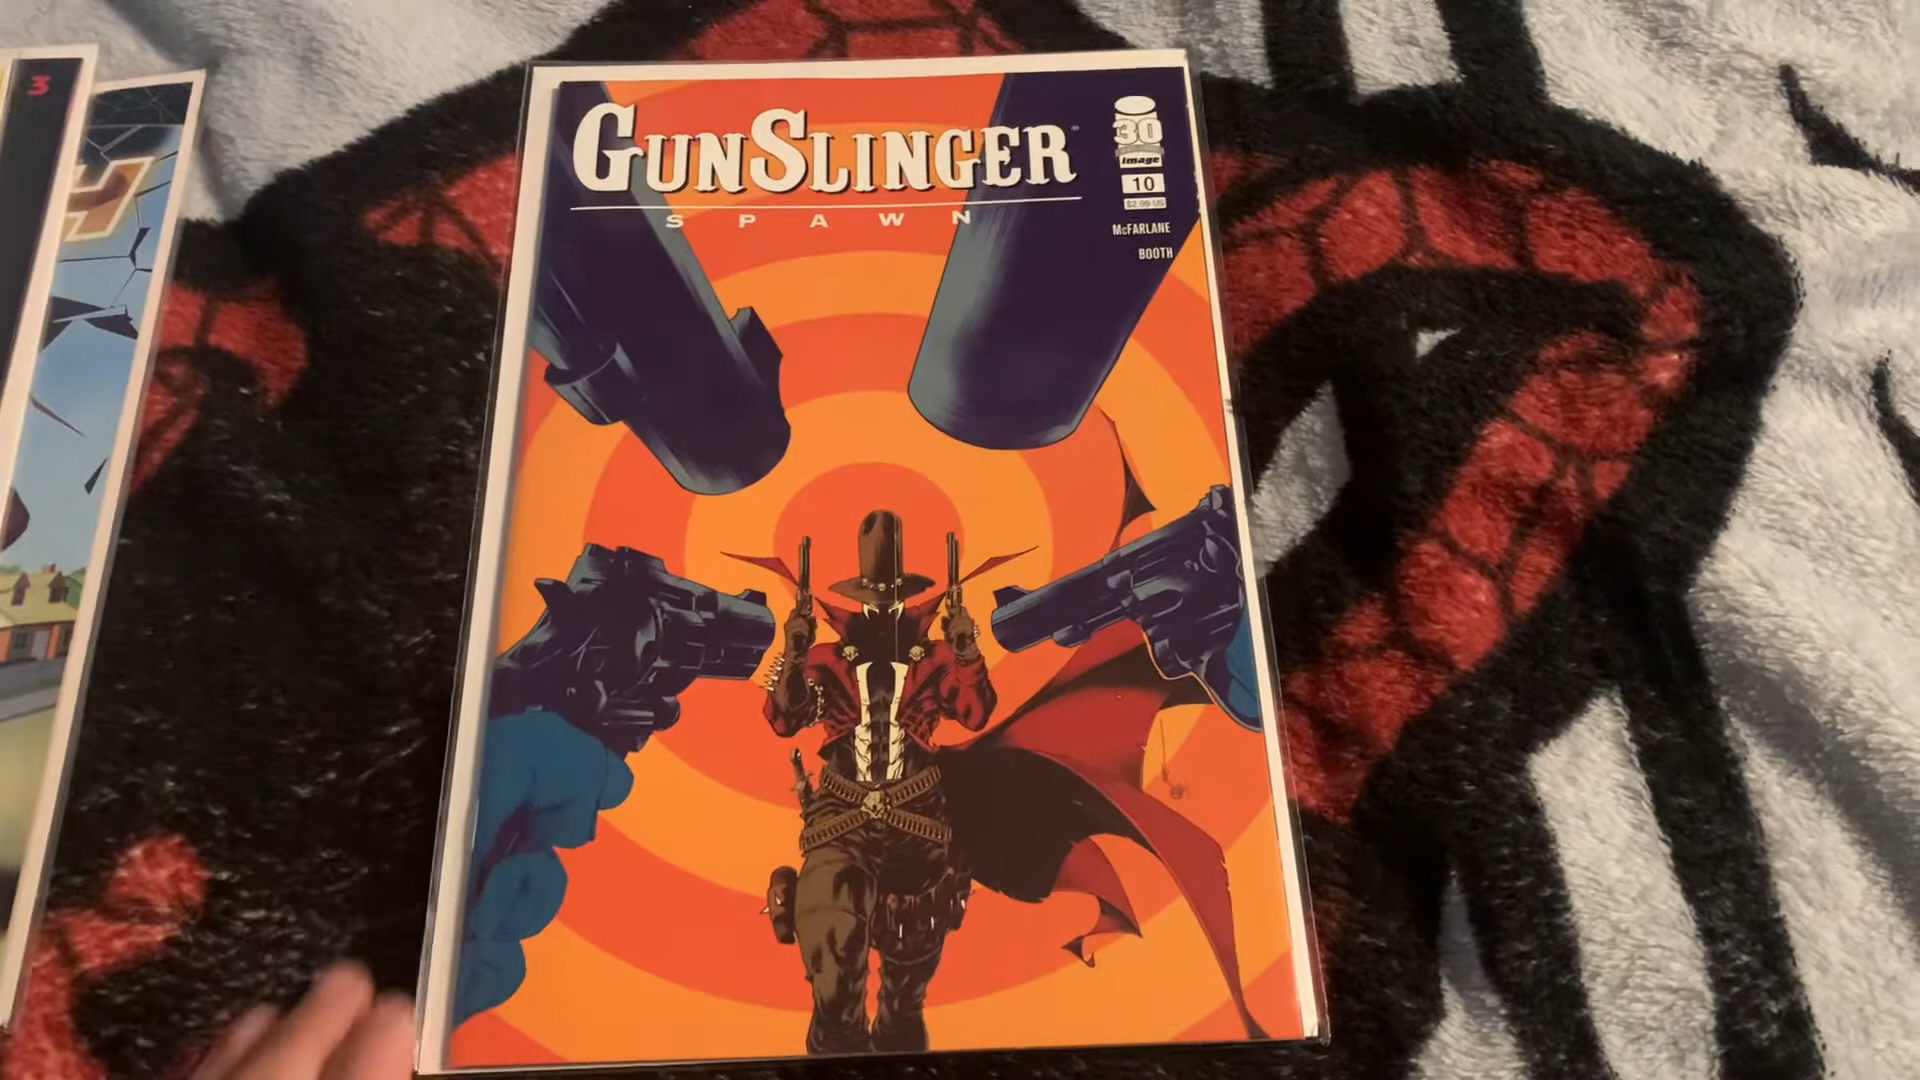 3
H
GUNSLINGER
SPAWN
30
image
10
$2.99 US
McFARLANE
BOOTH